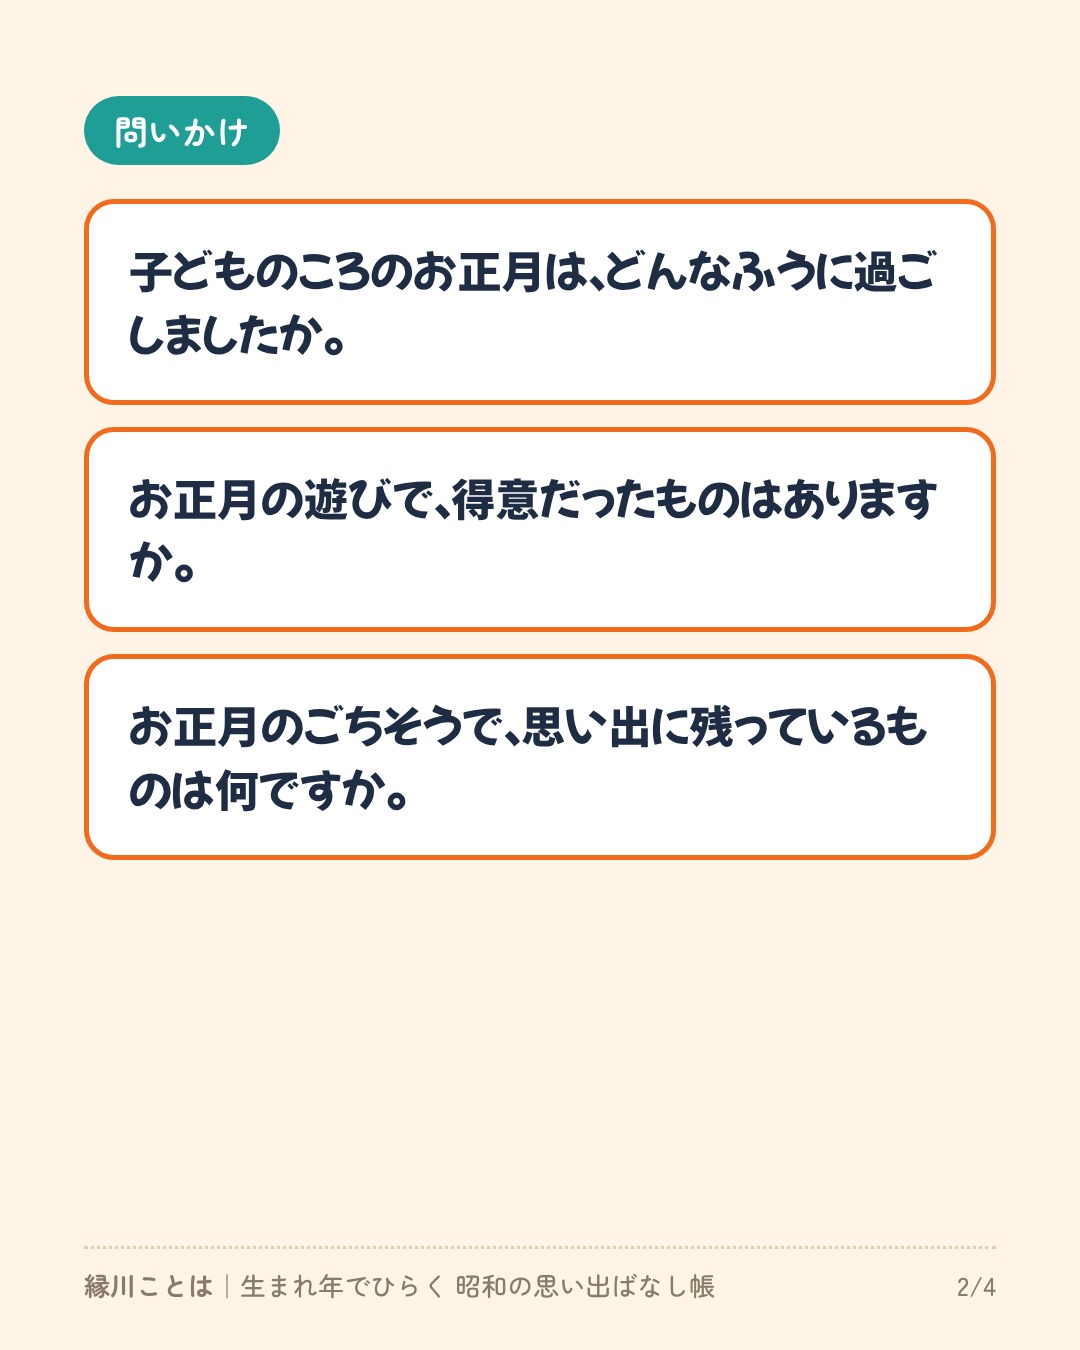 問いかけ
子どものころのお正月は、どんなふうに過ご
しましたか。
お正月の遊びで、得意だったものはあります
か。
お正月のごちそうで、思い出に残っているも
のは何ですか。
縁川ことは｜生まれ年でひらく 昭和の思い出ばなし帳
2/4